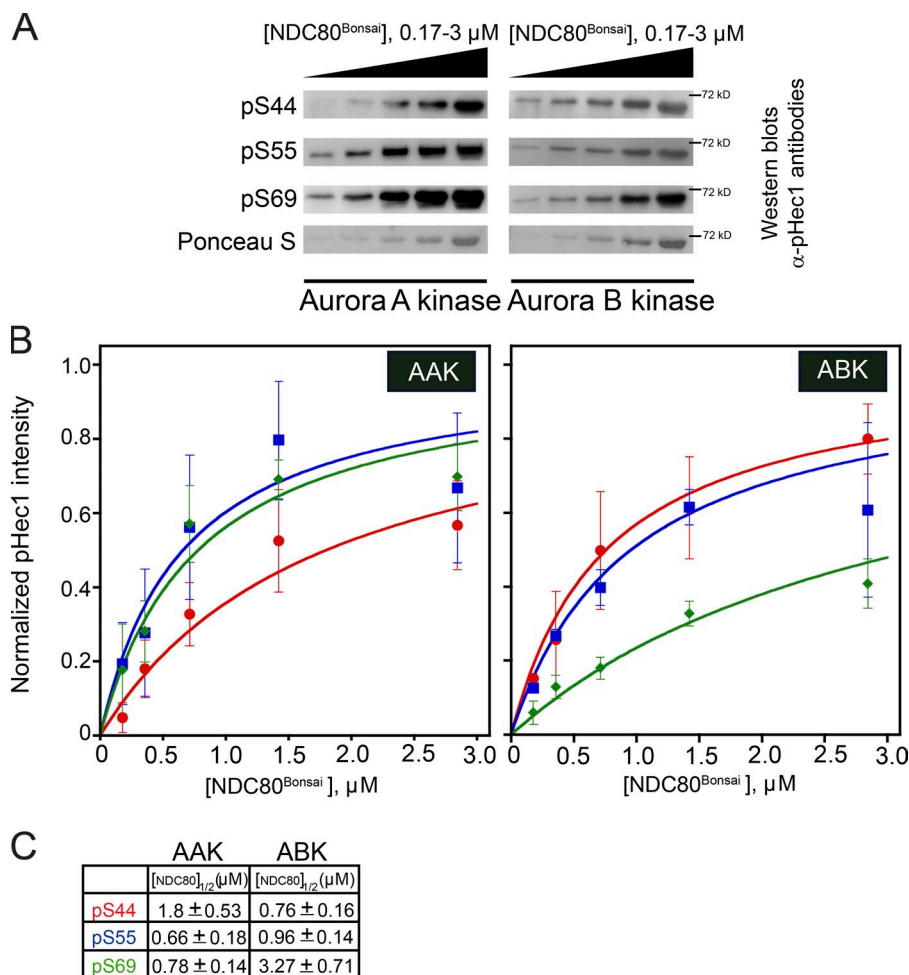 A
[NDC80^Bonsai], 0.17-3 µM [NDC80^Bonsai], 0.17-3 µM
pS44 72 kD
pS55 72 kD
pS69 72 kD
Ponceau S 72 kD
Western blots
α-pHec1 antibodies
Aurora A kinase Aurora B kinase
B
AAK ABK
Normalized pHec1 intensity
1.0
0.8
0.6
0.4
0.2
0
0 0.5 1.0 1.5 2.0 2.5 3.0 0 0.5 1.0 1.5 2.0 2.5 3.0
[NDC80^Bonsai], µM [NDC80^Bonsai], µM
C
AAK ABK
[NDC80]1/2(µM) [NDC80]1/2(µM)
pS44 1.8 ± 0.53 0.76 ± 0.16
pS55 0.66 ± 0.18 0.96 ± 0.14
pS69 0.78 ± 0.14 3.27 ± 0.71